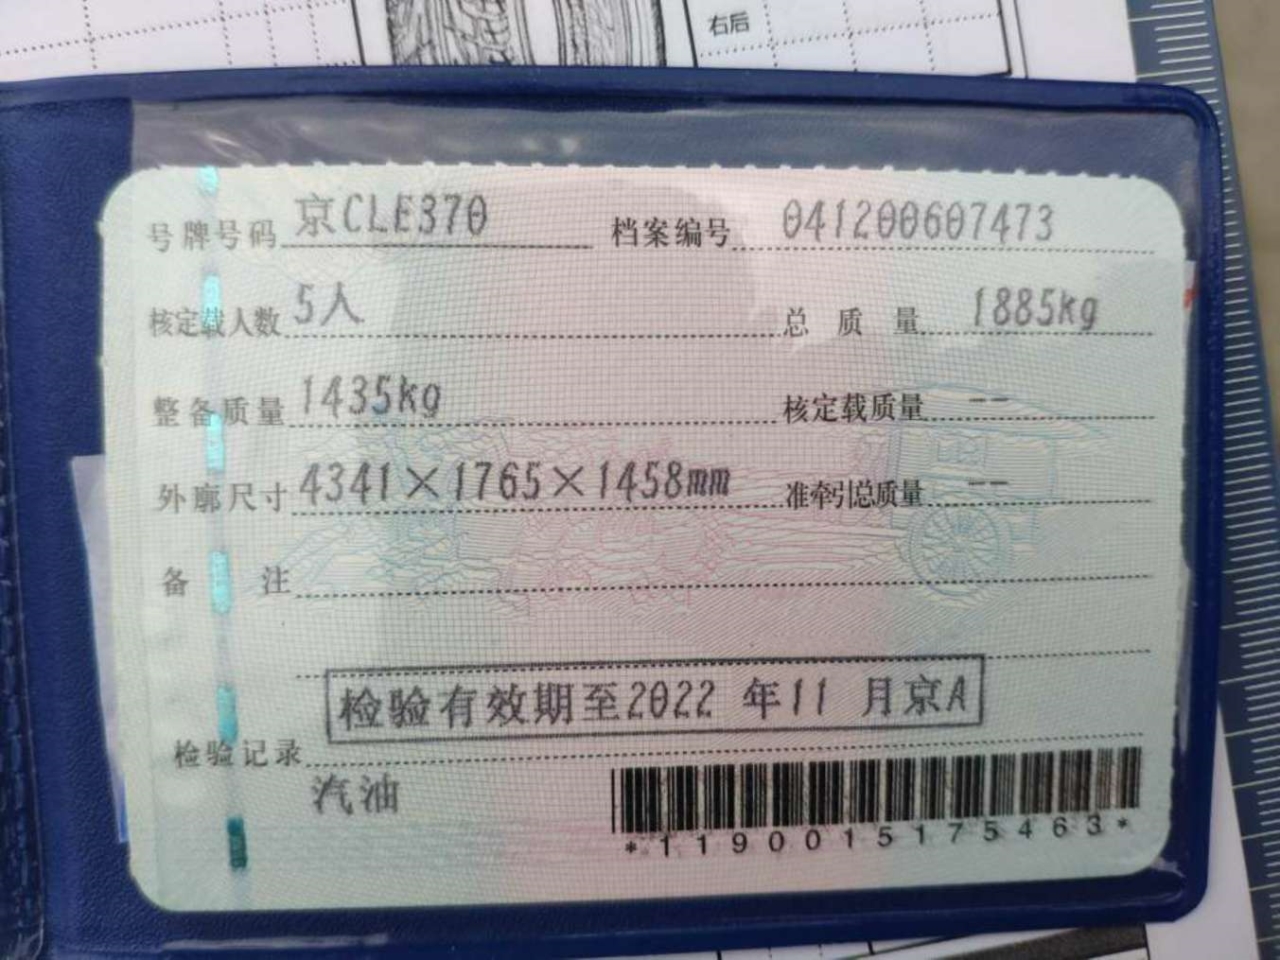 右后
号牌号码 京CLE370 档案编号 041200607473
核定载人数 5人 总质量 1885kg
整备质量 1435kg 核定载质量 --
外廓尺寸 4341×1765×1458mm 准牵引总质量 --
备注
检验有效期至2022 年11 月京A
检验记录
汽油
*1190015175463*